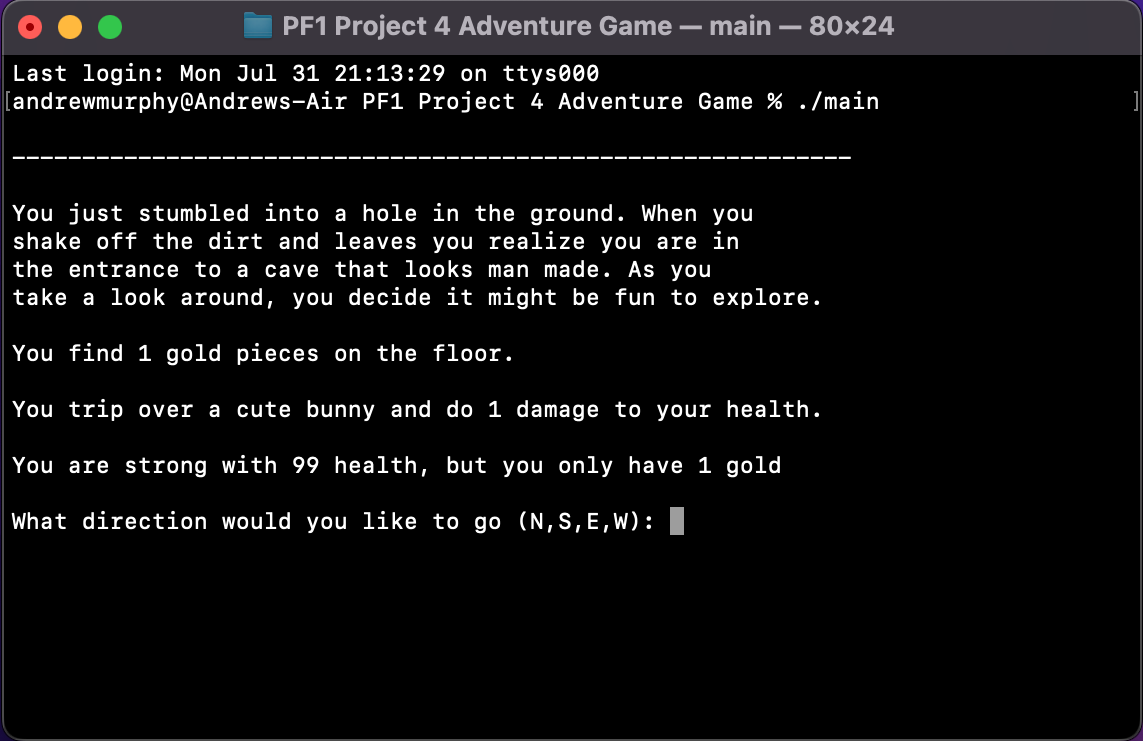 PF1 Project 4 Adventure Game — main — 80×24
Last login: Mon Jul 31 21:13:29 on ttys000
[andrewmurphy@Andrews-Air PF1 Project 4 Adventure Game % ./main ]
------------------------------------------------------------
You just stumbled into a hole in the ground. When you
shake off the dirt and leaves you realize you are in
the entrance to a cave that looks man made. As you
take a look around, you decide it might be fun to explore.
You find 1 gold pieces on the floor.
You trip over a cute bunny and do 1 damage to your health.
You are strong with 99 health, but you only have 1 gold
What direction would you like to go (N,S,E,W):